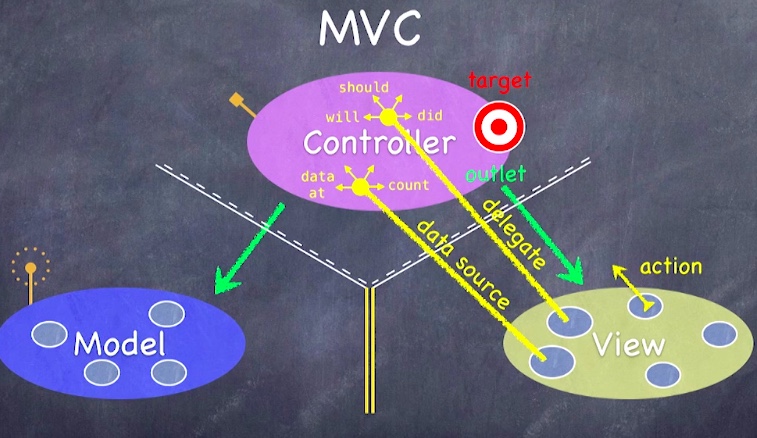 MVC
target
should
will
did
Controller
data
at
count
outlet
delegate
data source
action
Model
View